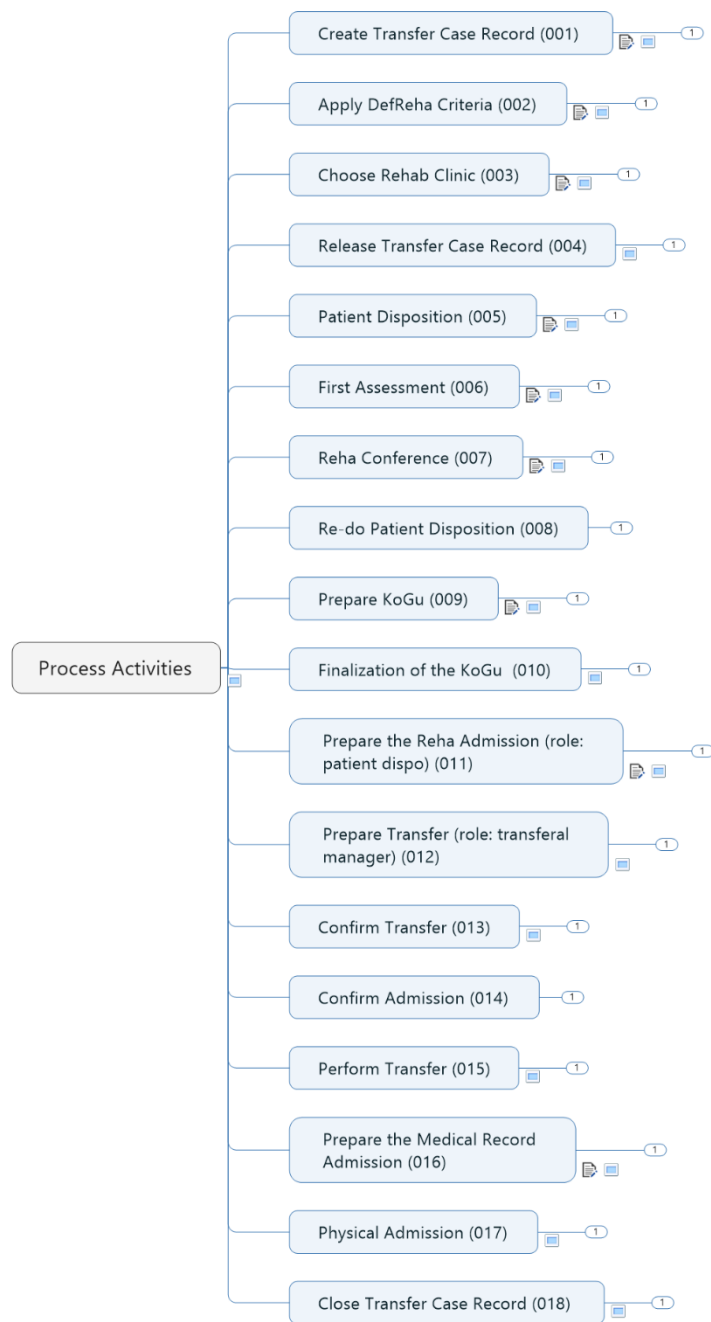 Create Transfer Case Record (001)
1
Apply DefReha Criteria (002)
1
Choose Rehab Clinic (003)
1
Release Transfer Case Record (004)
1
Patient Disposition (005)
1
First Assessment (006)
1
Reha Conference (007)
1
Re-do Patient Disposition (008)
1
Prepare KoGu (009)
1
Process Activities
Finalization of the KoGu  (010)
1
Prepare the Reha Admission (role:
patient dispo) (011)
1
Prepare Transfer (role: transferal
manager) (012)
1
Confirm Transfer (013)
1
Confirm Admission (014)
1
Perform Transfer (015)
1
Prepare the Medical Record
Admission (016)
1
Physical Admission (017)
1
Close Transfer Case Record (018)
1